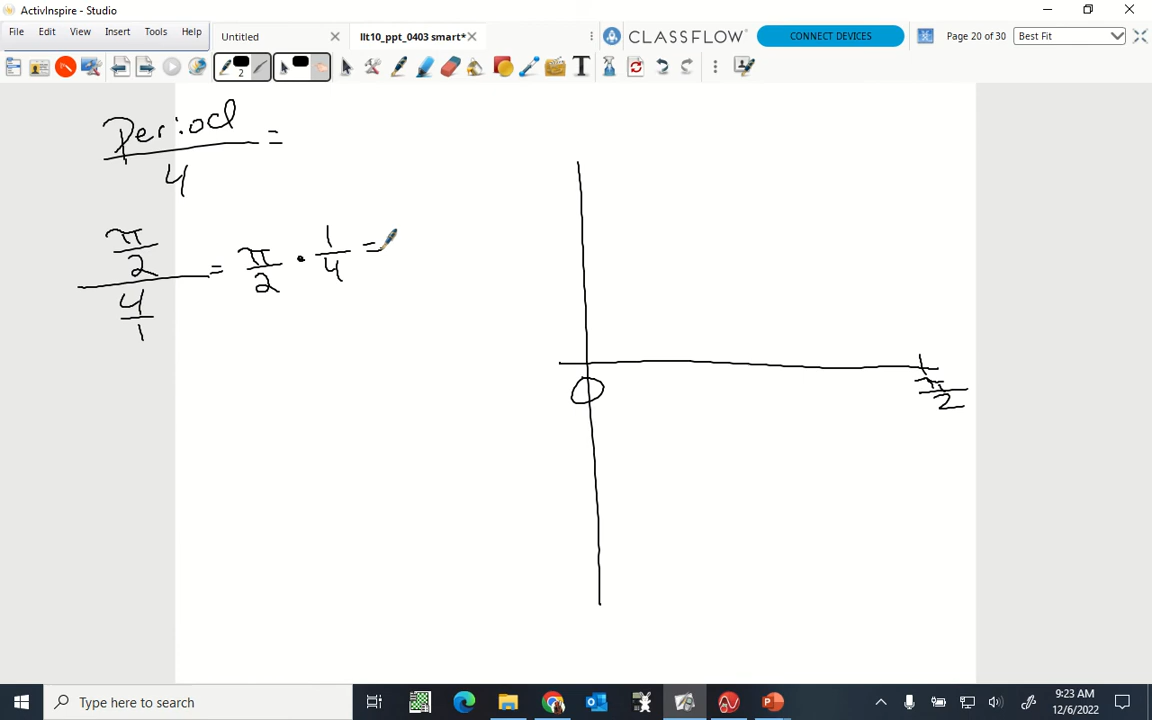 ActivInspire - Studio
File Edit View Insert Tools Help
Untitled
llt10_ppt_0403 smart*
CLASSFLOW
CONNECT DEVICES
Page 20 of 30
Best Fit
2
Period / 4 =
π/2 / 4/1 = π/2 · 1/4 =
0
π/2
Type here to search
9:23 AM
12/6/2022